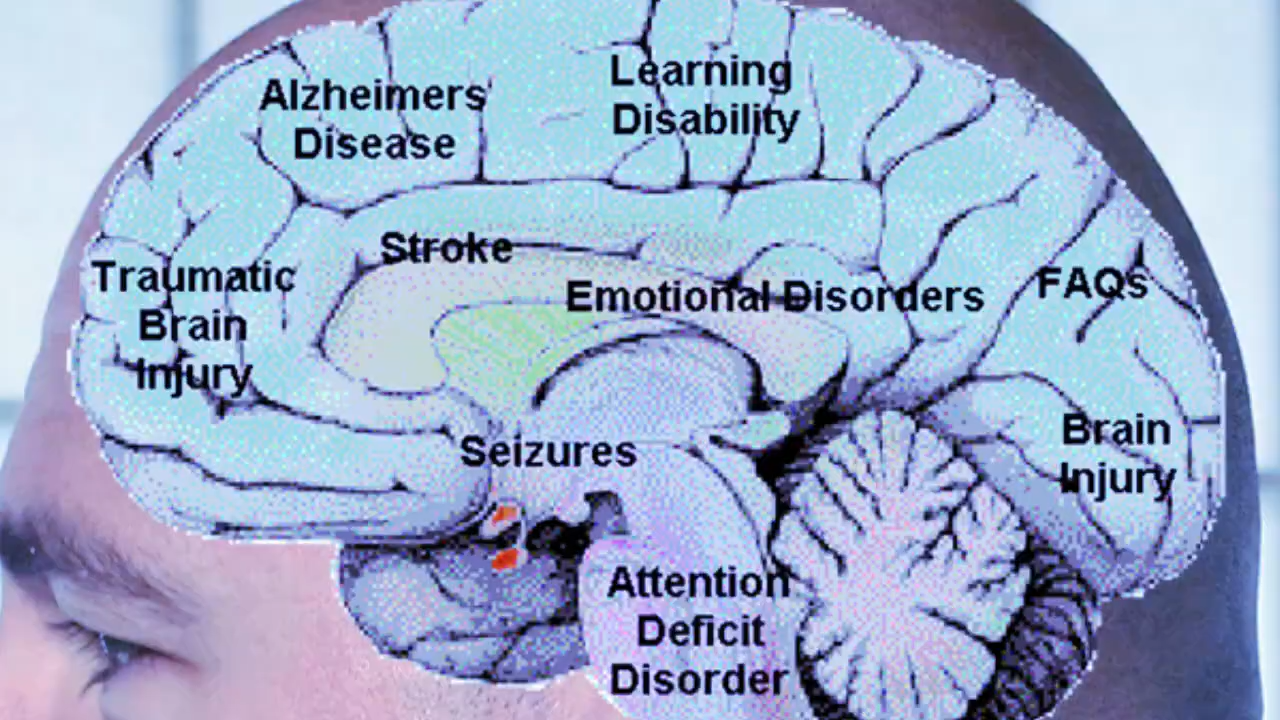 Learning
Disability
Alzheimers
Disease
Stroke
Traumatic
Brain
Injury
Emotional Disorders
FAQs
Seizures
Brain
Injury
Attention
Deficit
Disorder